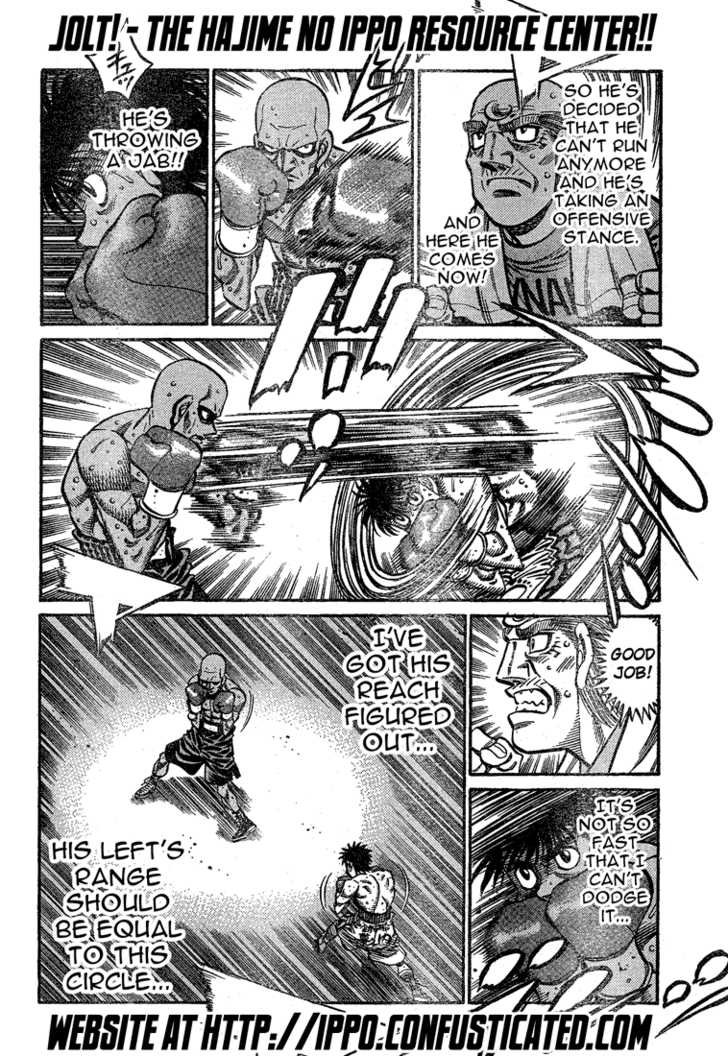 JOLT! - THE HAJIME NO IPPO RESOURCE CENTER!!
SO HE'S
DECIDED
THAT HE
CAN'T RUN
ANYMORE
AND HE'S
TAKING AN
OFFENSIVE
STANCE.
AND
HERE HE
COMES
NOW!
HE'S
THROWING
A JAB!!
GOOD
JOB!
IT'S
NOT SO
FAST
THAT I
CAN'T
DODGE
IT...
I'VE
GOT HIS
REACH
FIGURED
OUT...
HIS LEFT'S
RANGE
SHOULD
BE EQUAL
TO THIS
CIRCLE...
WEBSITE AT HTTP://IPPO.CONFUSTICATED.COM